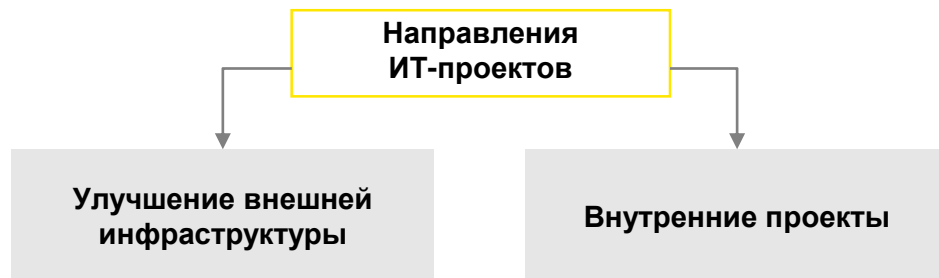 Направления
ИТ-проектов
Улучшение внешней
инфраструктуры
Внутренние проекты